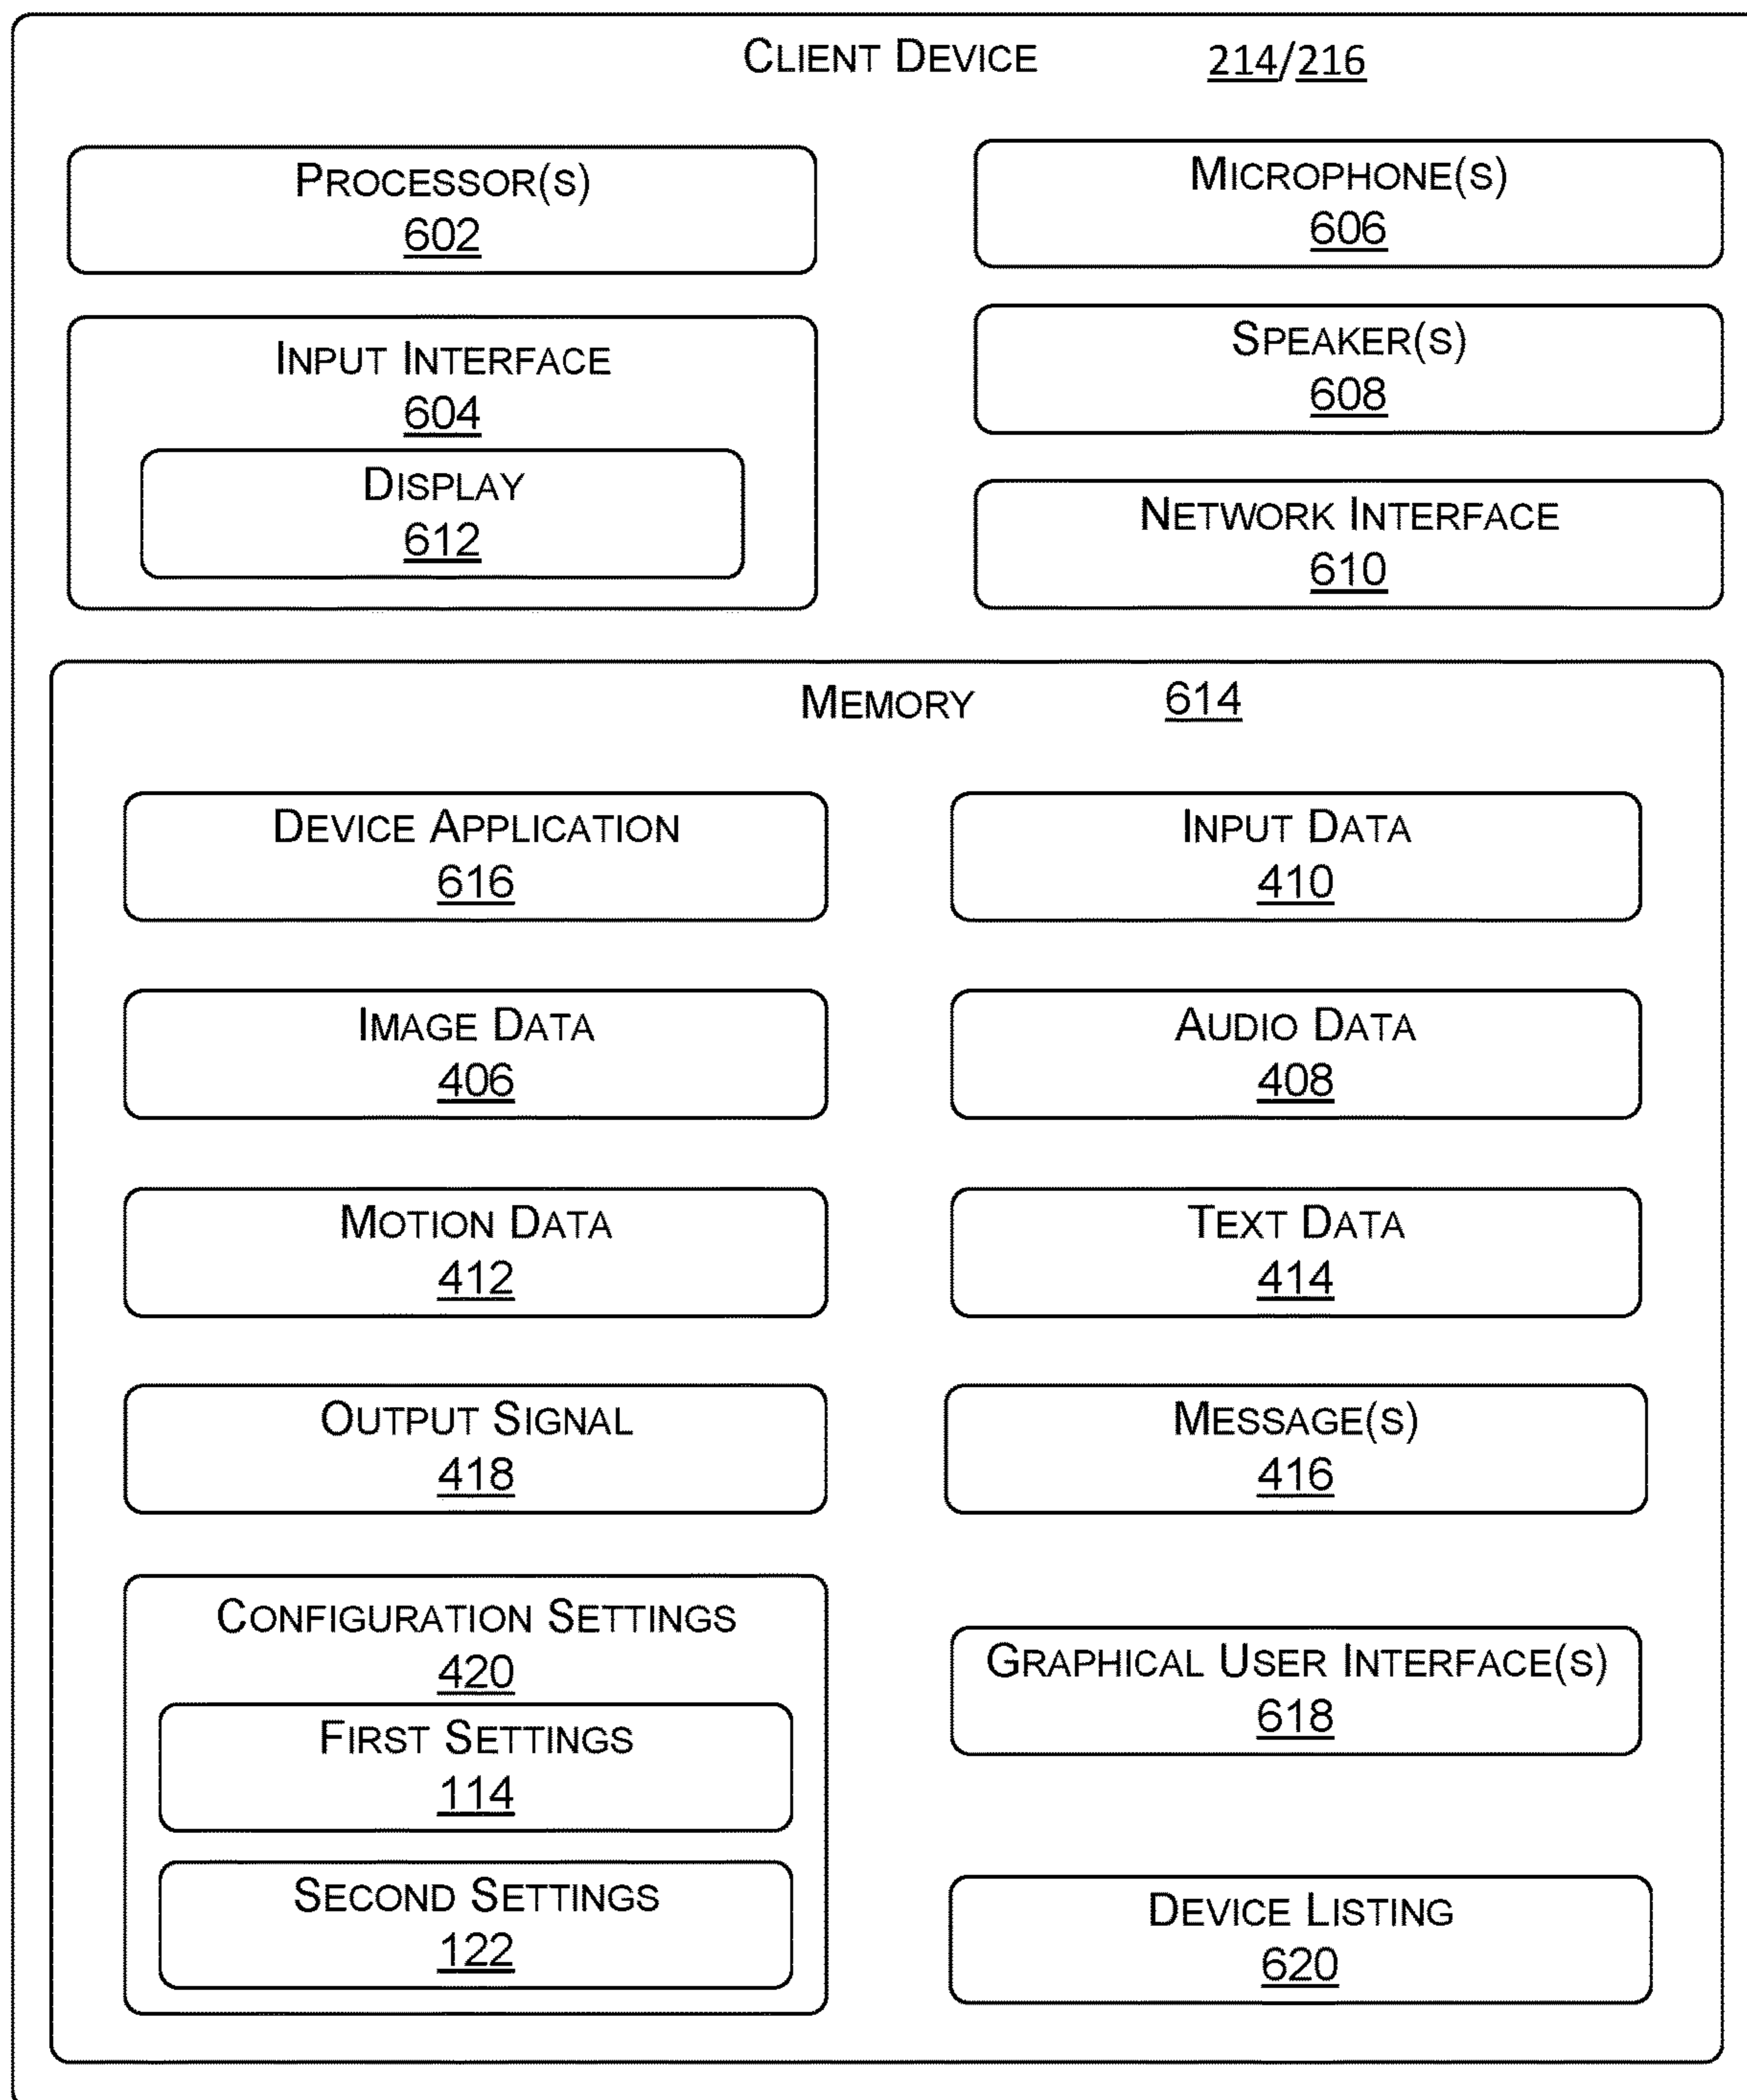 CLIENT DEVICE 214/216
PROCESSOR(S)
602
MICROPHONE(S)
606
INPUT INTERFACE
604
DISPLAY
612
SPEAKER(S)
608
NETWORK INTERFACE
610
MEMORY 614
DEVICE APPLICATION
616
INPUT DATA
410
IMAGE DATA
406
AUDIO DATA
408
MOTION DATA
412
TEXT DATA
414
OUTPUT SIGNAL
418
MESSAGE(S)
416
CONFIGURATION SETTINGS
420
FIRST SETTINGS
114
SECOND SETTINGS
122
GRAPHICAL USER INTERFACE(S)
618
DEVICE LISTING
620